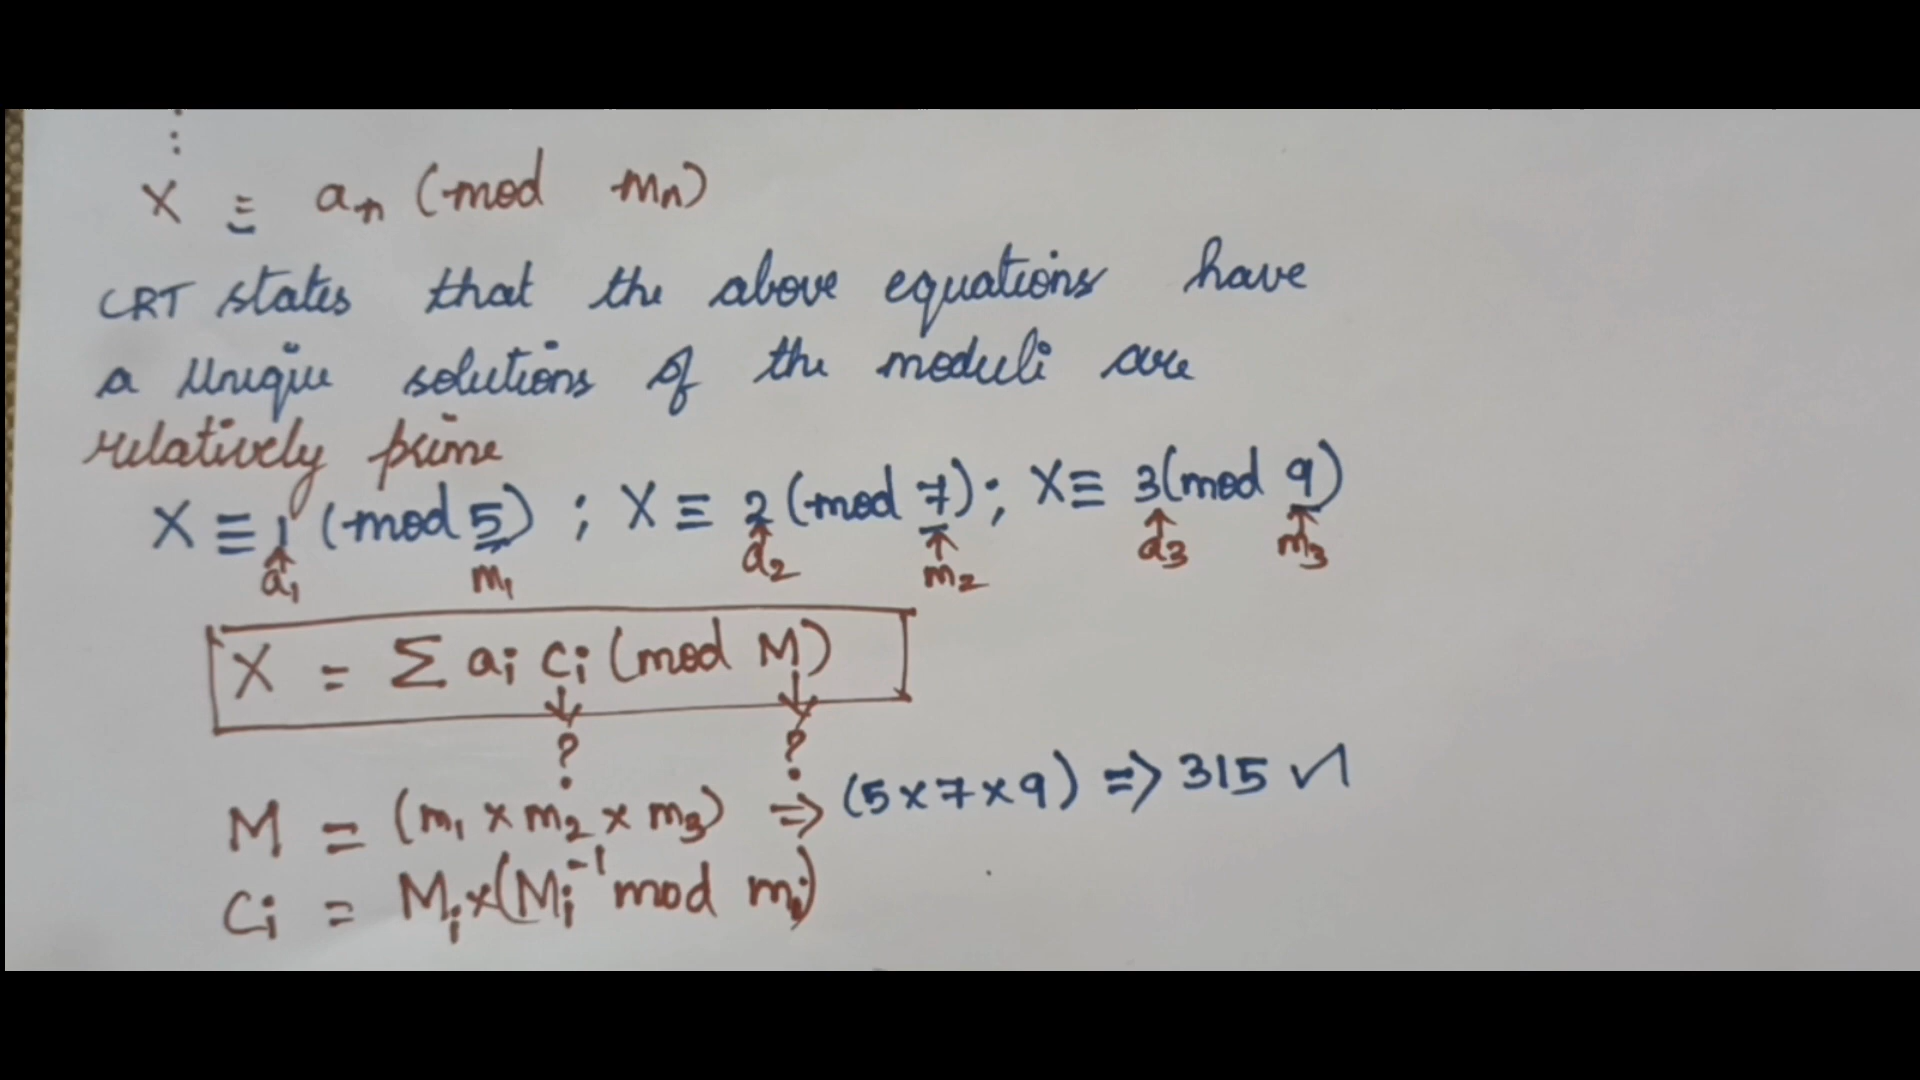 ⋮
X ≡ an (mod mn)
CRT states that the above equations have
a Unique solutions of the moduli are
relatively prime
X ≡ 1 (mod 5) ; X ≡ 2 (mod 7); X ≡ 3(mod 9)
a1 m1 a2 m2 a3 m3
X = Σ ai ci (mod M)
? ?
M = (m1 × m2 × m3) ⇒ (5×7×9) ⇒ 315 ✓
Ci = Mi×(Mi⁻¹ mod mi)